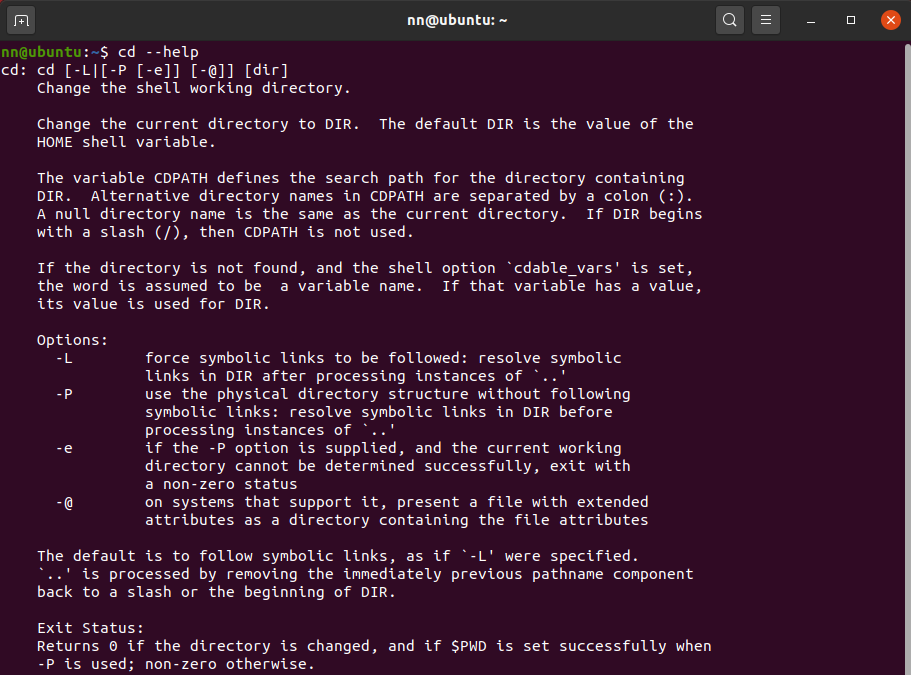 nn@ubuntu: ~
nn@ubuntu:~$ cd --help
cd: cd [-L|[-P [-e]] [-@]] [dir]
    Change the shell working directory.

    Change the current directory to DIR.  The default DIR is the value of the
    HOME shell variable.

    The variable CDPATH defines the search path for the directory containing
    DIR.  Alternative directory names in CDPATH are separated by a colon (:).
    A null directory name is the same as the current directory.  If DIR begins
    with a slash (/), then CDPATH is not used.

    If the directory is not found, and the shell option `cdable_vars' is set,
    the word is assumed to be  a variable name.  If that variable has a value,
    its value is used for DIR.

    Options:
      -L        force symbolic links to be followed: resolve symbolic
                links in DIR after processing instances of `..'
      -P        use the physical directory structure without following
                symbolic links: resolve symbolic links in DIR before
                processing instances of `..'
      -e        if the -P option is supplied, and the current working
                directory cannot be determined successfully, exit with
                a non-zero status
      -@        on systems that support it, present a file with extended
                attributes as a directory containing the file attributes

    The default is to follow symbolic links, as if `-L' were specified.
    `..' is processed by removing the immediately previous pathname component
    back to a slash or the beginning of DIR.

    Exit Status:
    Returns 0 if the directory is changed, and if $PWD is set successfully when
    -P is used; non-zero otherwise.